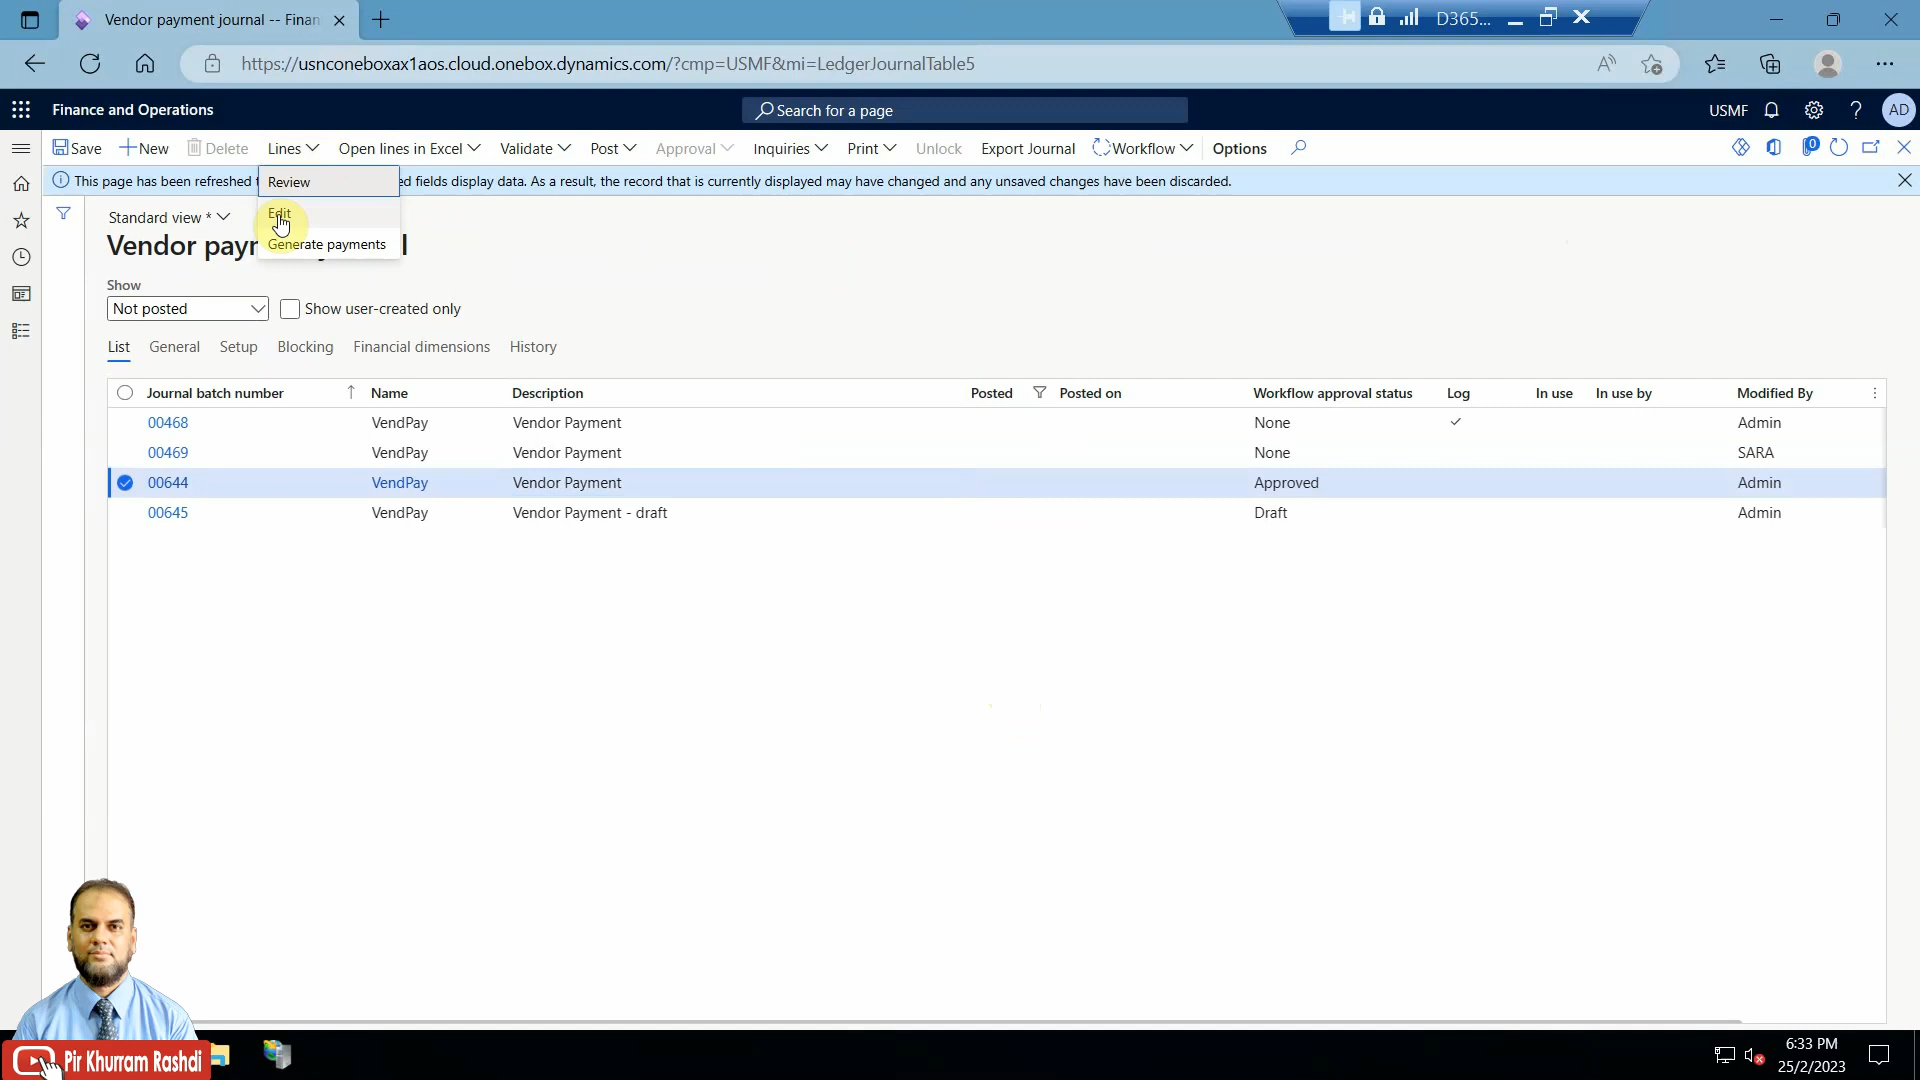 Vendor payment journal -- Finan
D365...
https://usnconeboxax1aos.cloud.onebox.dynamics.com/?cmp=USMF&mi=LedgerJournalTable5
Finance and Operations
Search for a page
USMF
AD
Save
New
Delete
Lines
Open lines in Excel
Validate
Post
Approval
Inquiries
Print
Unlock
Export Journal
Workflow
Options
0
This page has been refreshed
ed fields display data. As a result, the record that is currently displayed may have changed and any unsaved changes have been discarded.
Review
Edit
Generate payments
Standard view *
Vendor pay
l
Show
Not posted
Show user-created only
List
General
Setup
Blocking
Financial dimensions
History
Journal batch number
Name
Description
Posted
Posted on
Workflow approval status
Log
In use
In use by
Modified By
00468 VendPay Vendor Payment None Admin
00469 VendPay Vendor Payment None SARA
00644 VendPay Vendor Payment Approved Admin
00645 VendPay Vendor Payment - draft Draft Admin
Pir Khurram Rashdi
6:33 PM
25/2/2023